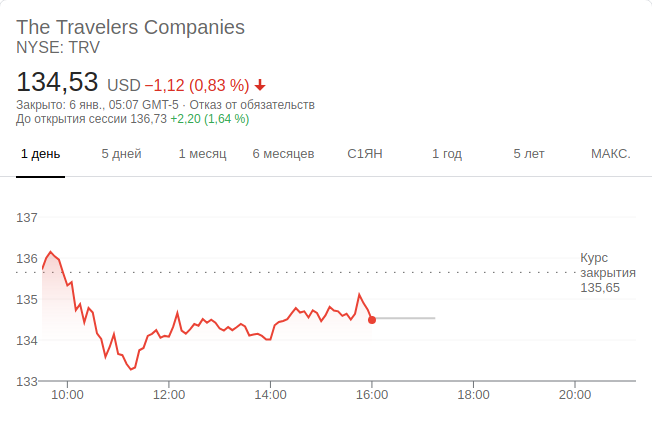 The Travelers Companies
NYSE: TRV
134,53 USD −1,12 (0,83 %)
Закрыто: 6 янв., 05:07 GMT-5 · Отказ от обязательств
До открытия сессии 136,73 +2,20 (1,64 %)
1 день 5 дней 1 месяц 6 месяцев С1ЯН 1 год 5 лет МАКС.
137
136
135
134
133
Курс
закрытия
135,65
10:00 12:00 14:00 16:00 18:00 20:00